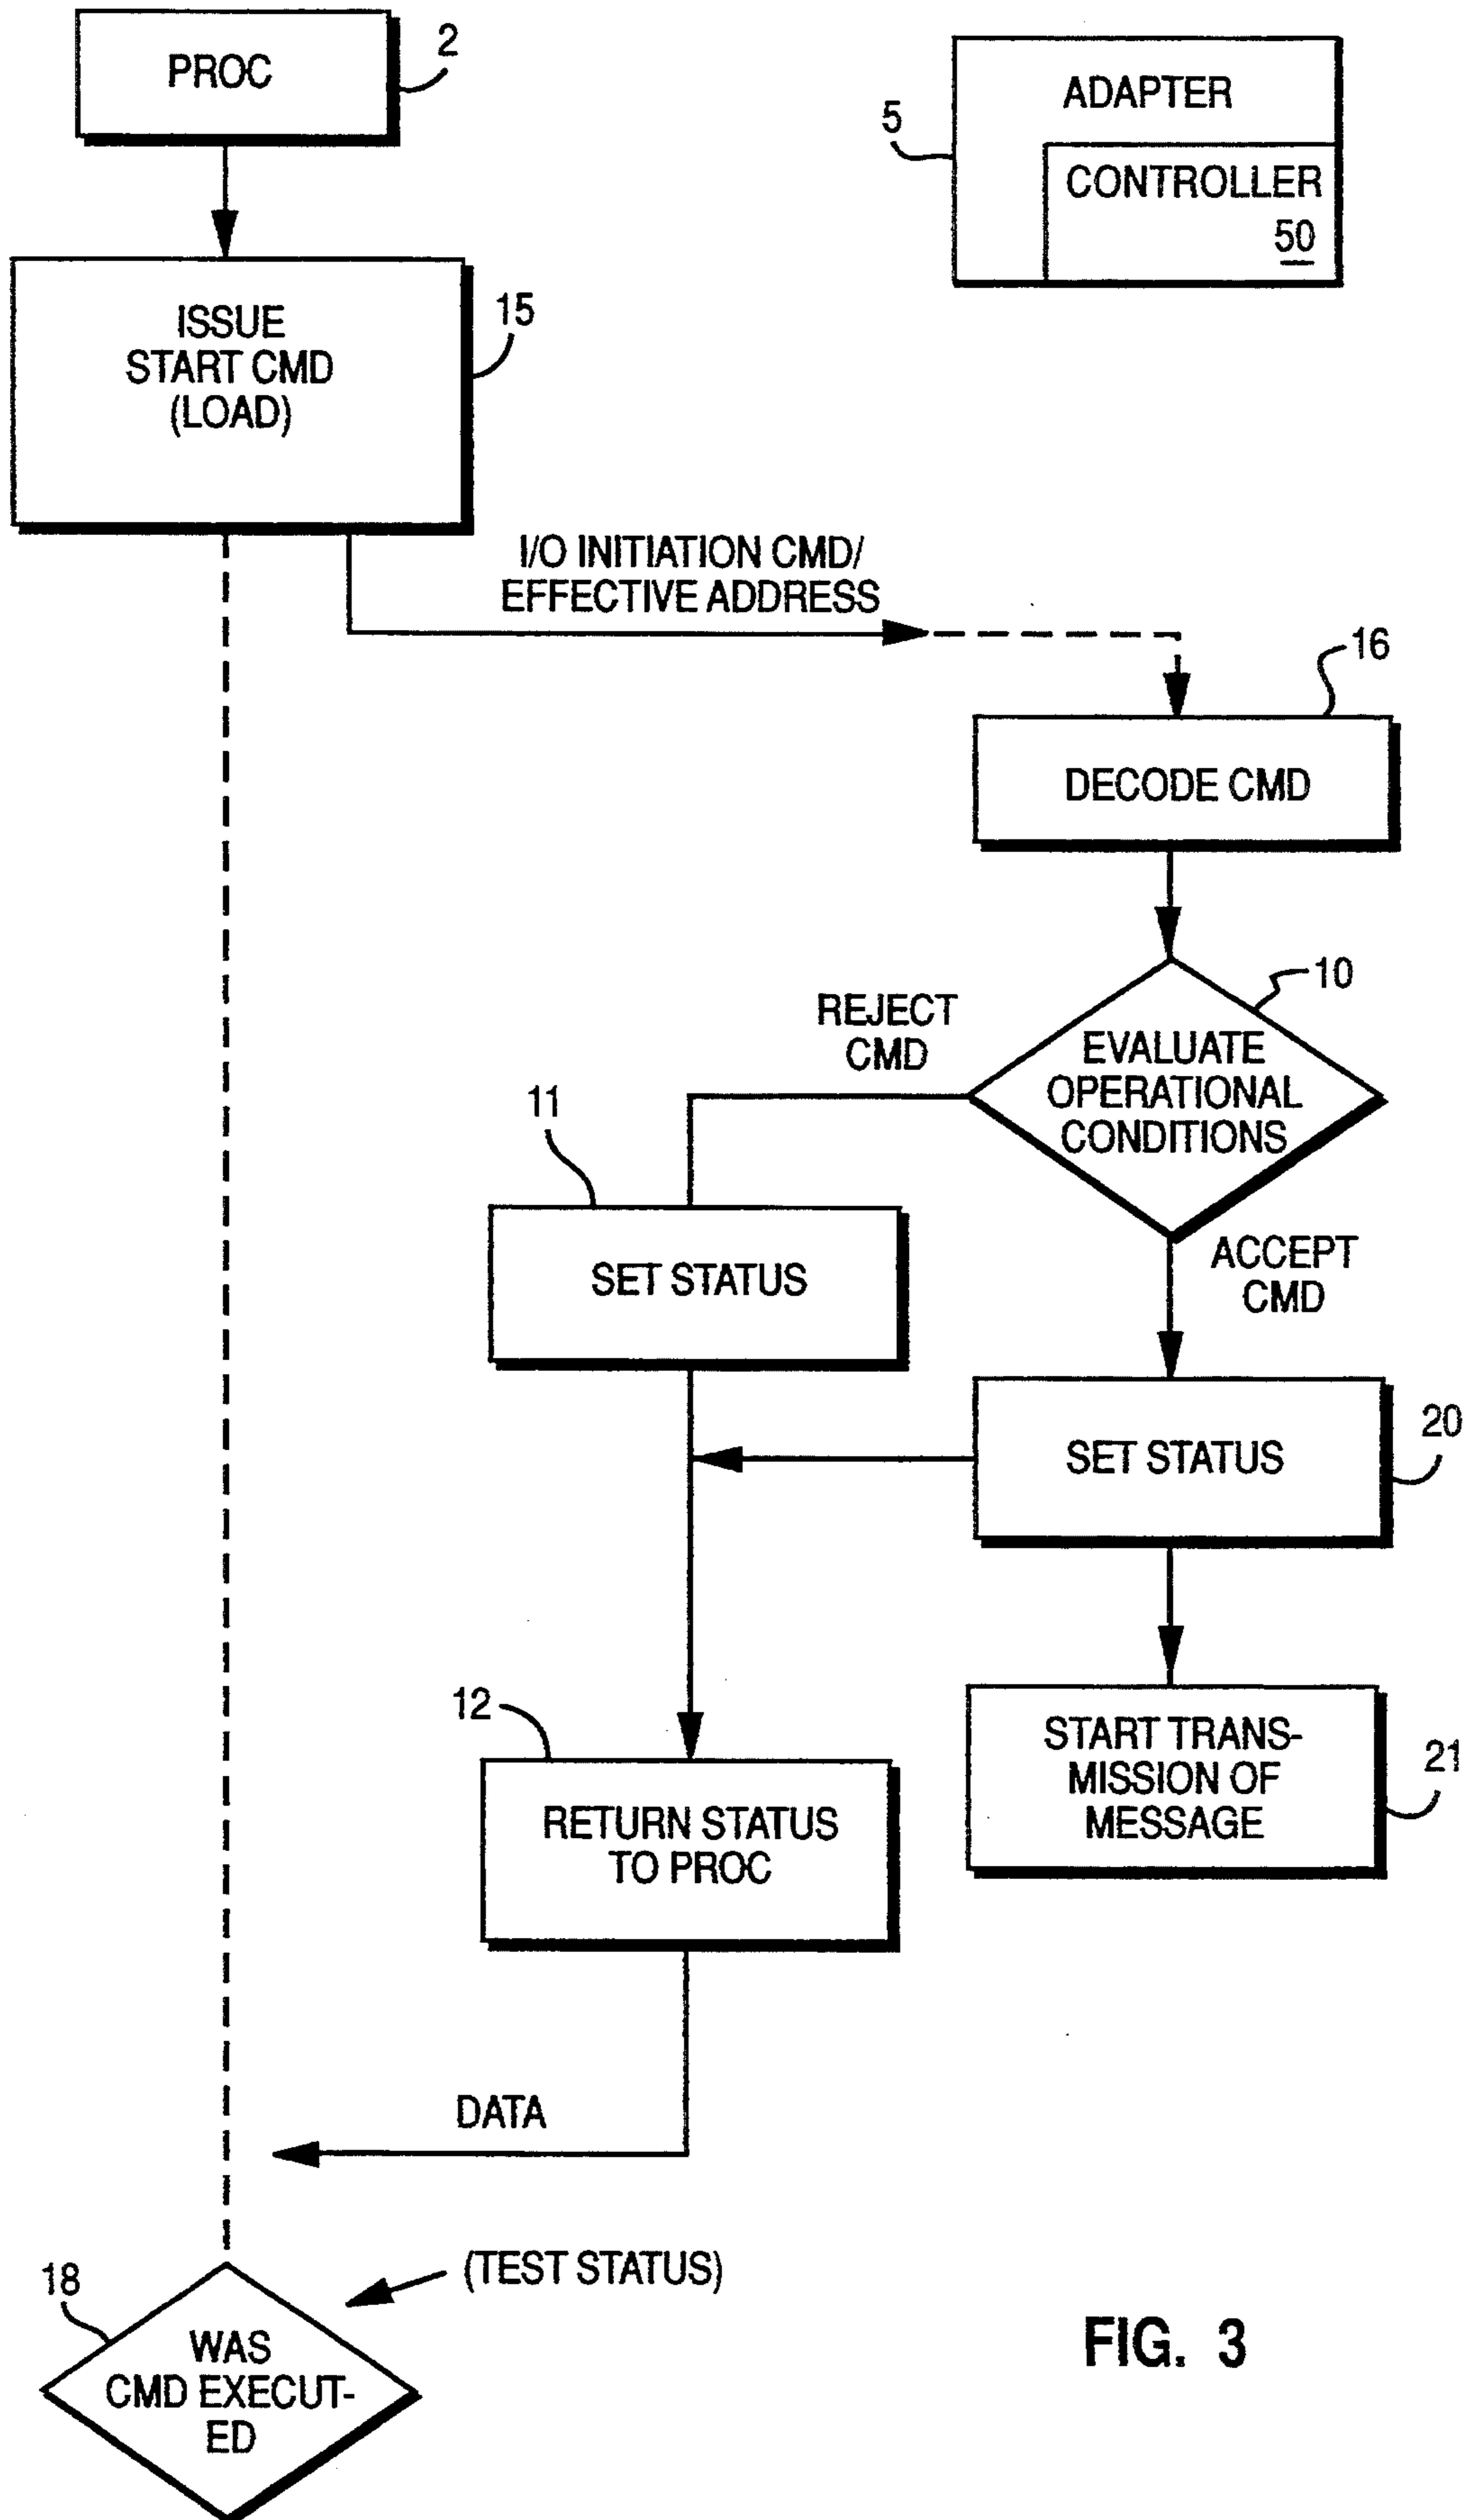 PROC
2
ADAPTER
5
CONTROLLER
50
ISSUE
START CMD
(LOAD)
15
I/O INITIATION CMD/
EFFECTIVE ADDRESS
16
DECODE CMD
10
REJECT
CMD
EVALUATE
OPERATIONAL
CONDITIONS
11
SET STATUS
ACCEPT
CMD
20
SET STATUS
12
RETURN STATUS
TO PROC
START TRANS-
MISSION OF
MESSAGE
21
DATA
18
(TEST STATUS)
WAS
CMD EXECUT-
ED
FIG. 3